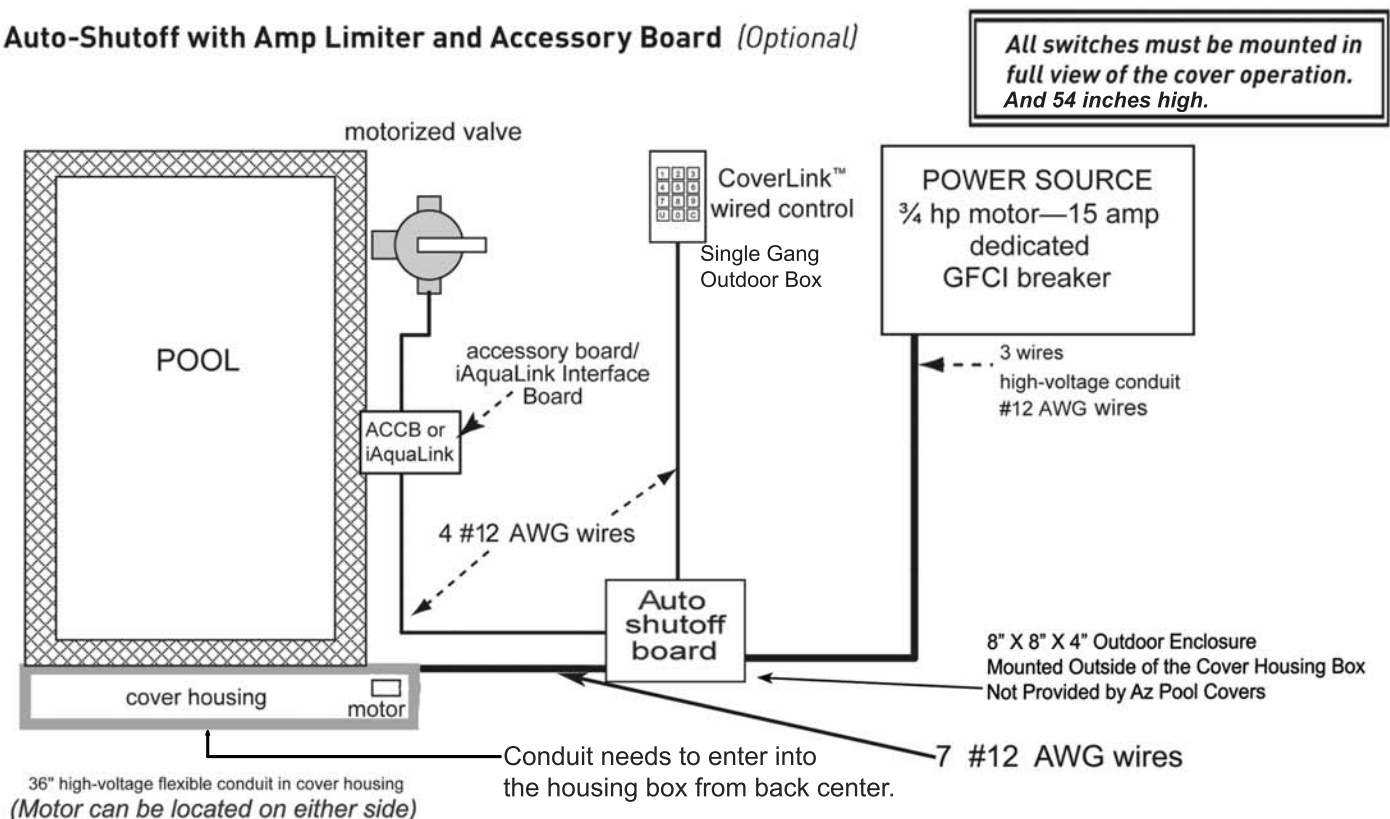 Auto-Shutoff with Amp Limiter and Accessory Board (Optional)
All switches must be mounted in
full view of the cover operation.
And 54 inches high.
motorized valve
1 2 3
4 5 6
7 8 9
U 0 C
CoverLink™
wired control
Single Gang
Outdoor Box
POWER SOURCE
¾ hp motor—15 amp
dedicated
GFCI breaker
3 wires
high-voltage conduit
#12 AWG wires
POOL
accessory board/
iAquaLink Interface
Board
ACCB or
iAquaLink
4 #12 AWG wires
Auto
shutoff
board
8” X 8” X 4” Outdoor Enclosure
Mounted Outside of the Cover Housing Box
Not Provided by Az Pool Covers
cover housing
motor
7 #12 AWG wires
Conduit needs to enter into
the housing box from back center.
36" high-voltage flexible conduit in cover housing
(Motor can be located on either side)